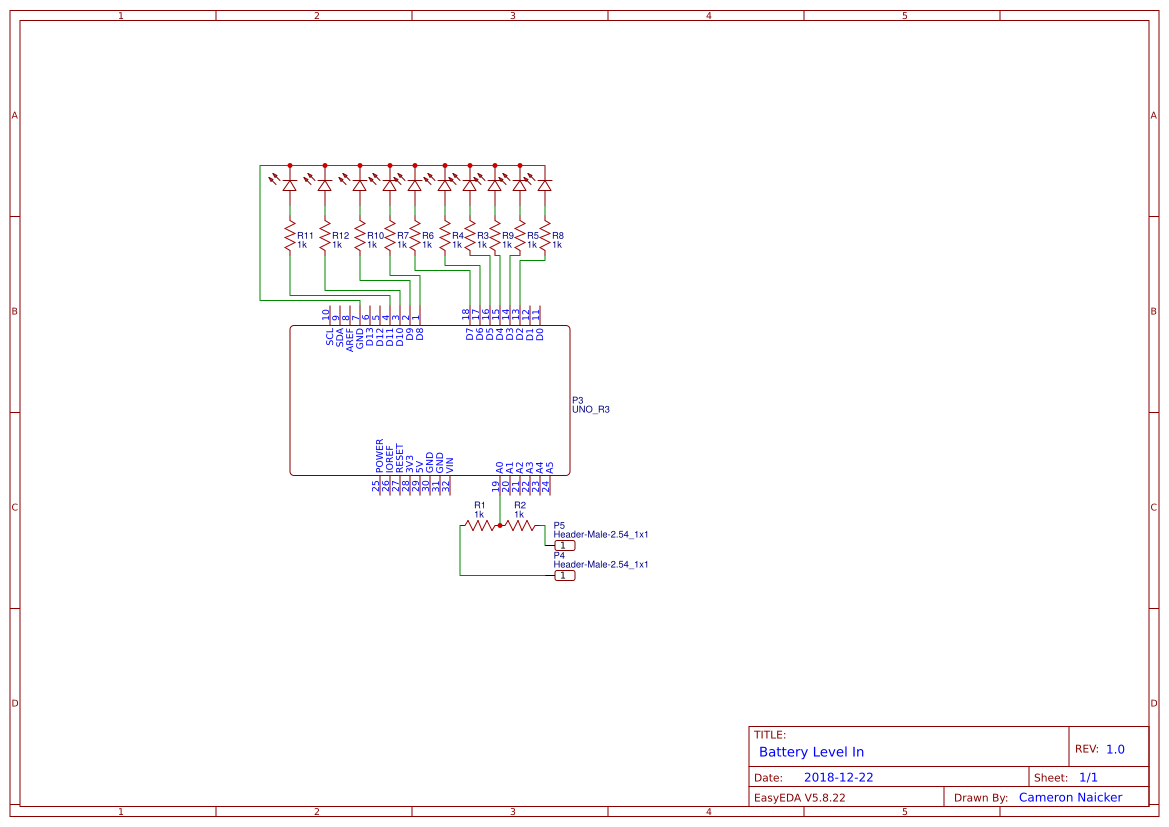 1 2 3 4 5
A A
R11 R12 R10 R7 R6 R4 R3 R9 R5 R8
1k 1k 1k 1k 1k 1k 1k 1k 1k 1k
B B
10 9 8 7 6 5 4 3 2 1 18 17 16 15 14 13 12 11
SCL SDA AREF GND D13 D12 D11 D10 D9 D8 D7 D6 D5 D4 D3 D2 D1 D0
P3
UNO_R3
POWER IOREF RESET 3V3 5V GND GND VIN A0 A1 A2 A3 A4 A5
25 26 27 28 29 30 31 32 19 20 21 22 23 24
C C
R1 R2
1k 1k
P5
Header-Male-2.54_1x1
1
P4
Header-Male-2.54_1x1
1
D D
TITLE:
Battery Level In
REV: 1.0
Date: 2018-12-22
Sheet: 1/1
EasyEDA V5.8.22
Drawn By: Cameron Naicker
1 2 3 4 5